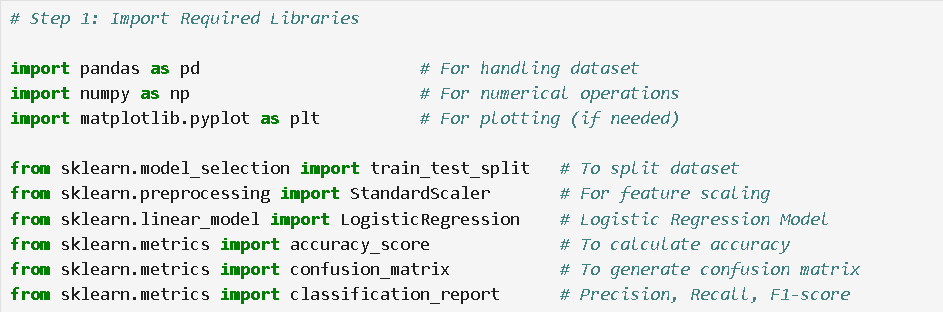 # Step 1: Import Required Libraries
import pandas as pd # For handling dataset
import numpy as np # For numerical operations
import matplotlib.pyplot as plt # For plotting (if needed)
from sklearn.model_selection import train_test_split # To split dataset
from sklearn.preprocessing import StandardScaler # For feature scaling
from sklearn.linear_model import LogisticRegression # Logistic Regression Model
from sklearn.metrics import accuracy_score # To calculate accuracy
from sklearn.metrics import confusion_matrix # To generate confusion matrix
from sklearn.metrics import classification_report # Precision, Recall, F1-score